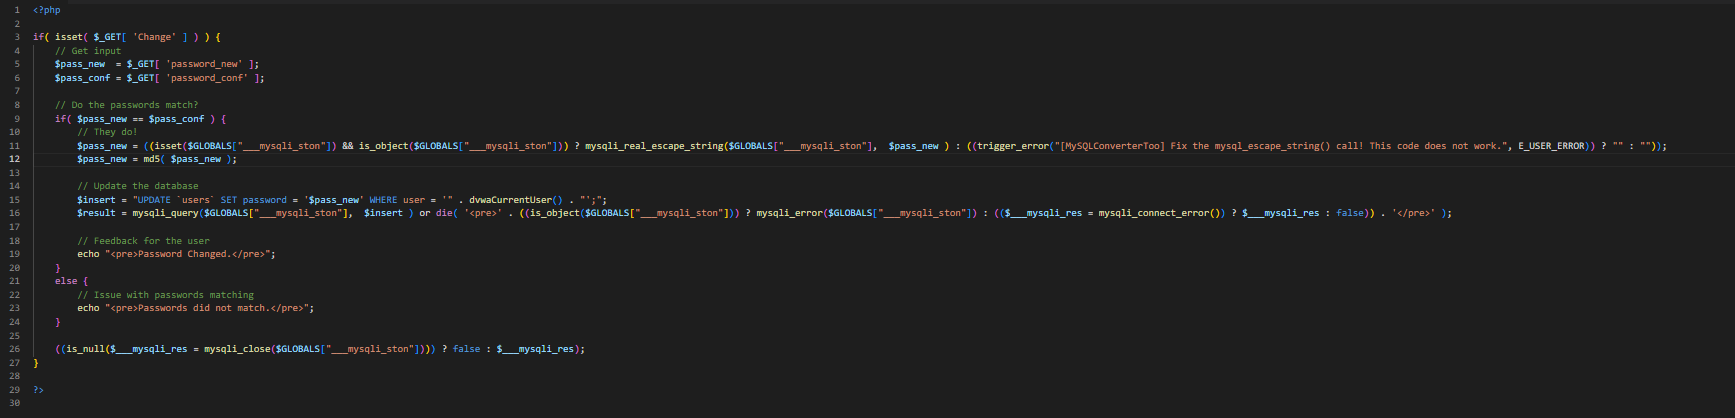 1 <?php
2
3 if( isset( $_GET[ 'Change' ] ) ) {
4 // Get input
5 $pass_new  = $_GET[ 'password_new' ];
6 $pass_conf = $_GET[ 'password_conf' ];
7
8 // Do the passwords match?
9 if( $pass_new == $pass_conf ) {
10 // They do!
11 $pass_new = ((isset($GLOBALS["___mysqli_ston"]) && is_object($GLOBALS["___mysqli_ston"])) ? mysqli_real_escape_string($GLOBALS["___mysqli_ston"],  $pass_new ) : ((trigger_error("[MySQLConverterToo] Fix the mysql_escape_string() call! This code does not work.", E_USER_ERROR)) ? "" : ""));
12 $pass_new = md5( $pass_new );
13
14 // Update the database
15 $insert = "UPDATE `users` SET password = '$pass_new' WHERE user = '" . dvwaCurrentUser() . "';";
16 $result = mysqli_query($GLOBALS["___mysqli_ston"],  $insert ) or die( '<pre>' . ((is_object($GLOBALS["___mysqli_ston"])) ? mysqli_error($GLOBALS["___mysqli_ston"]) : (($___mysqli_res = mysqli_connect_error()) ? $___mysqli_res : false)) . '</pre>' );
17
18 // Feedback for the user
19 echo "<pre>Password Changed.</pre>";
20 }
21 else {
22 // Issue with passwords matching
23 echo "<pre>Passwords did not match.</pre>";
24 }
25
26 ((is_null($___mysqli_res = mysqli_close($GLOBALS["___mysqli_ston"]))) ? false : $___mysqli_res);
27 }
28
29 ?>
30